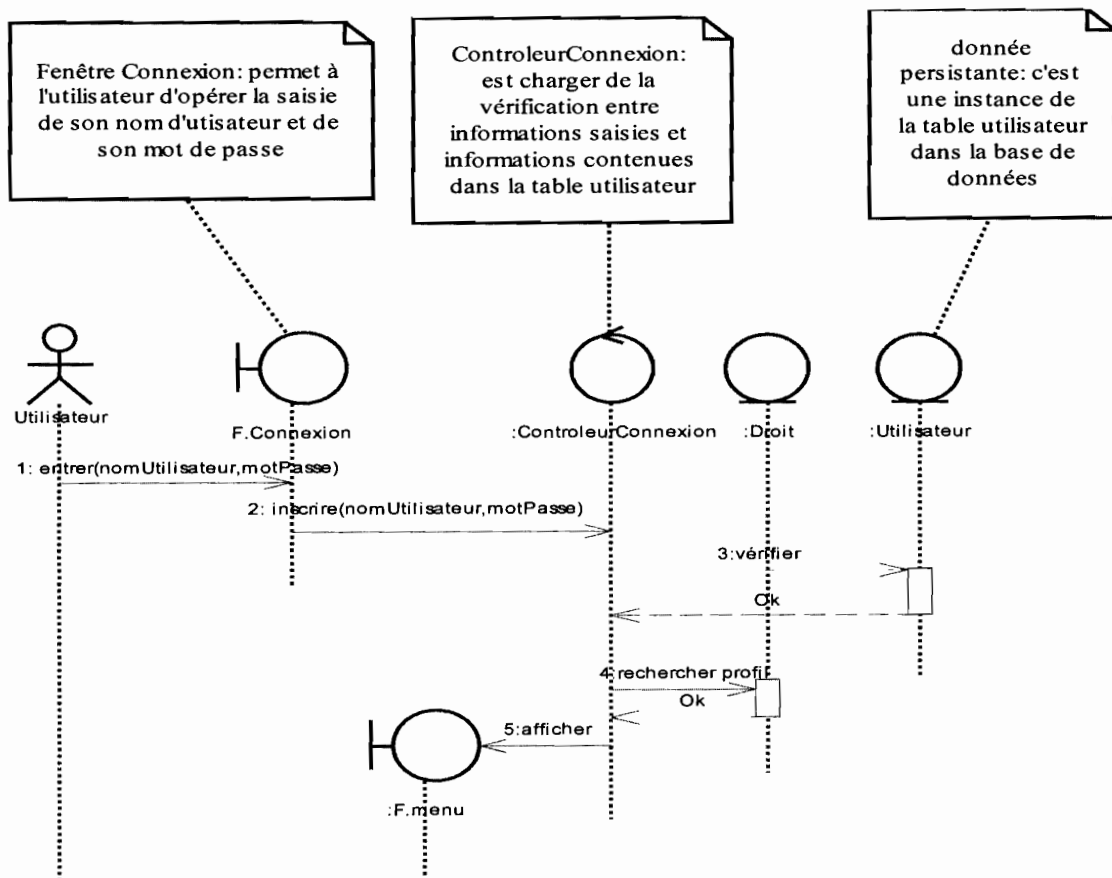 Fenêtre Connexion: permet à
l'utilisateur d'opérer la saisie
de son nom d'utisateur et de
son mot de passe
ControleurConnexion:
est charger de la
vérification entre
informations saisies et
informations contenues
dans la table utilisateur
donnée
persistante: c'est
une instance de
la table utilisateur
dans la base de
données
Utilisateur
F.Connexion
:ControleurConnexion
:Droit
:Utilisateur
1: entrer(nomUtilisateur,motPasse)
2: inscrire(nomUtilisateur,motPasse)
3:vérifier
Ok
4:rechercher profil
Ok
5:afficher
:F.menu